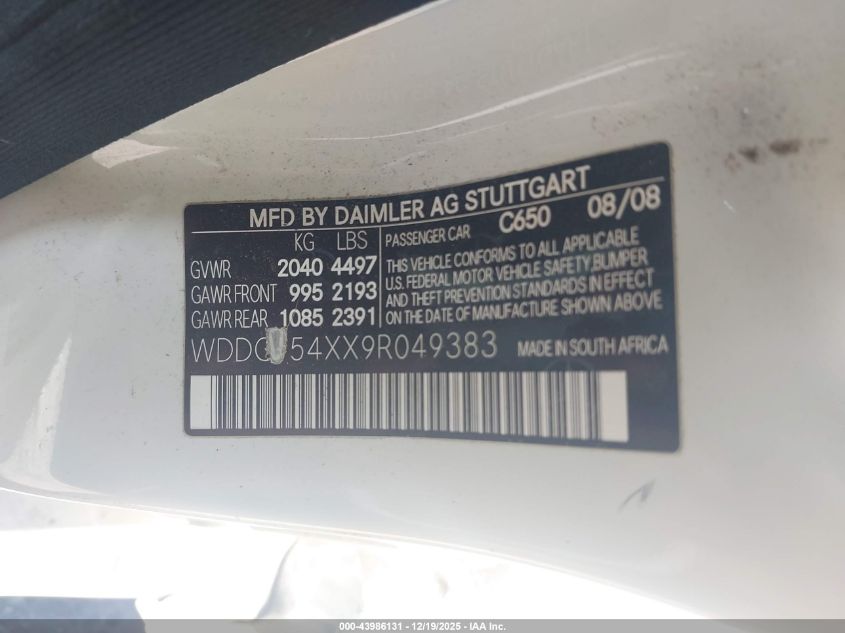 MFD BY DAIMLER AG STUTTGART
KG LBS
GVWR 2040 4497
GAWR FRONT 995 2193
GAWR REAR 1085 2391
PASSENGER CAR C650 08/08
THIS VEHICLE CONFORMS TO ALL APPLICABLE
U.S. FEDERAL MOTOR VEHICLE SAFETY, BUMPER
AND THEFT PREVENTION STANDARDS IN EFFECT
ON THE DATE OF MANUFACTURE SHOWN ABOVE
MADE IN SOUTH AFRICA
000-43986131 - 12/19/2025 - IAA Inc.